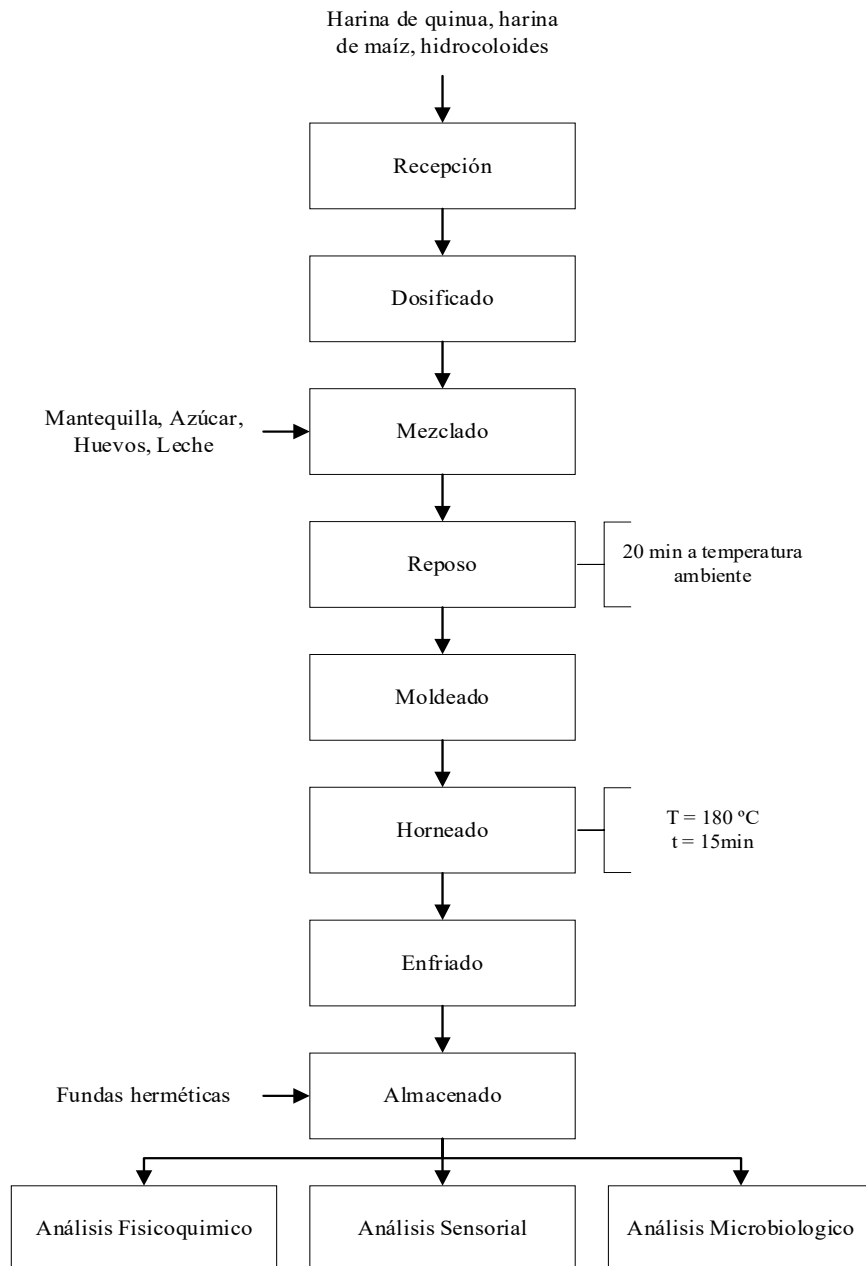 Harina de quinua, harina
de maíz, hidrocoloides
Recepción
Dosificado
Mantequilla, Azúcar,
Huevos, Leche
Mezclado
Reposo
20 min a temperatura
ambiente
Moldeado
Horneado
T = 180 ºC
t = 15min
Enfriado
Fundas herméticas
Almacenado
Análisis Fisicoquimico
Análisis Sensorial
Análisis Microbiologico